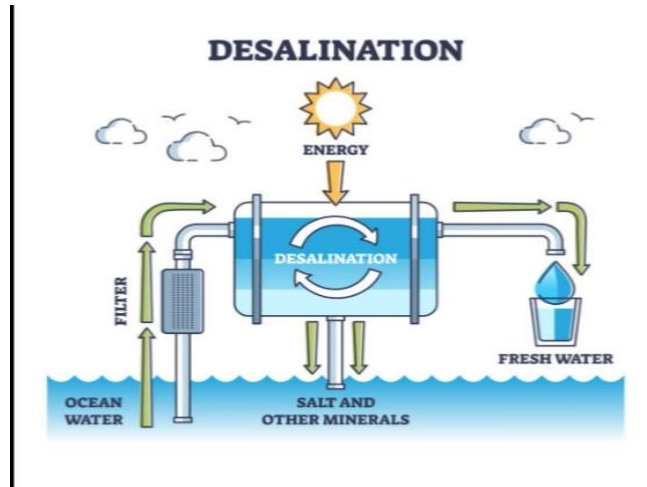 DESALINATION
ENERGY
DESALINATION
FILTER
FRESH WATER
OCEAN
WATER
SALT AND
OTHER MINERALS